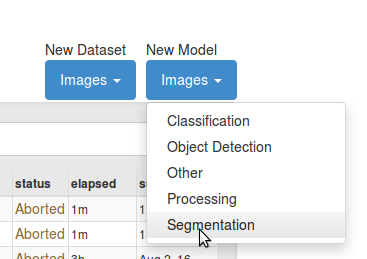 New Dataset New Model
Images Images
Classification
Object Detection
Other
Processing
Segmentation
status elapsed
Aborted 1m 1
Aborted 1m 1
Aborted 3h Aug 2, 16